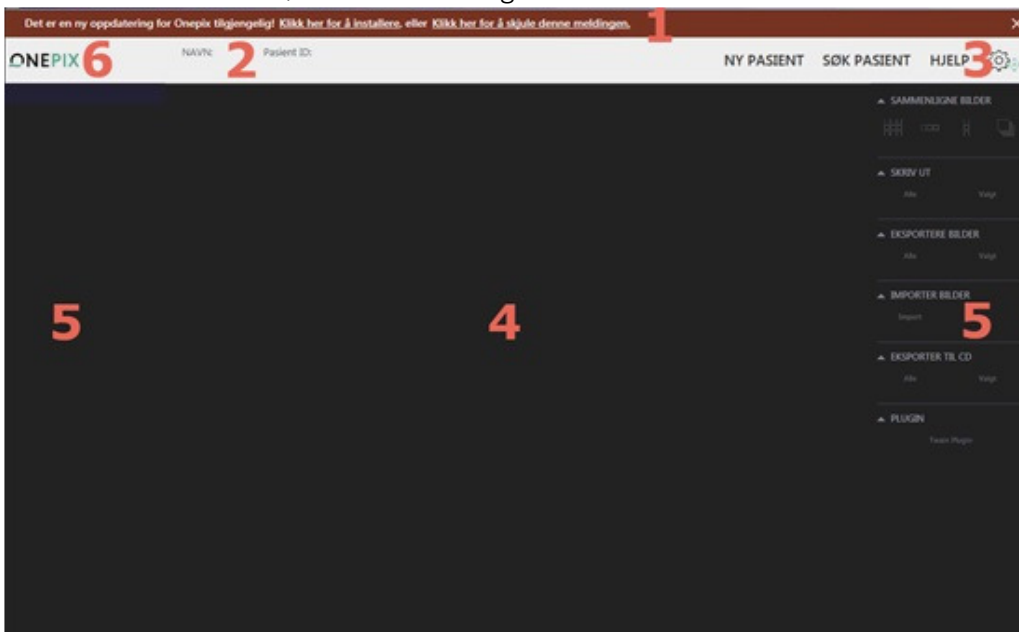 Det er en ny oppdatering for Onepix tilgjengelig! Klikk her for å installere, eller Klikk her for å skjule denne meldingen.
1
ONEPIX 6 NAVN: 2 Pasient ID: NY PASIENT SØK PASIENT HJELP 3
SAMMENLIGNE BILDER
SKRIV UT
Alle Valgt
EKSPORTERE BILDER
Alle Valgt
IMPORTER BILDER
Import
5 4 5
EKSPORTER TIL CD
Alle Valgt
PLUGIN
Plugin